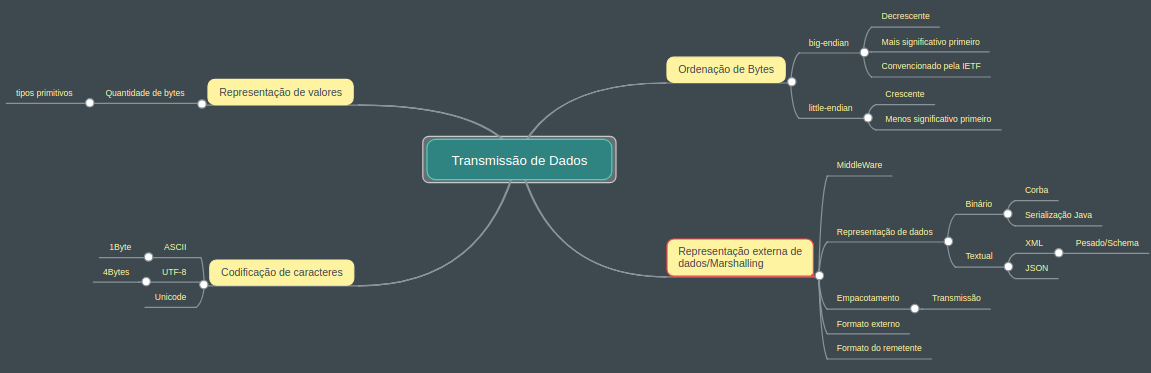 Transmissão de Dados
Ordenação de Bytes
big-endian
Decrescente
Mais significativo primeiro
Convencionado pela IETF
little-endian
Crescente
Menos significativo primeiro
Representação externa de
dados/Marshalling
MiddleWare
Representação de dados
Binário
Corba
Serialização Java
Textual
XML
Pesado/Schema
JSON
Empacotamento
Transmissão
Formato externo
Formato do remetente
Representação de valores
Quantidade de bytes
tipos primitivos
Codificação de caracteres
ASCII
1Byte
UTF-8
4Bytes
Unicode